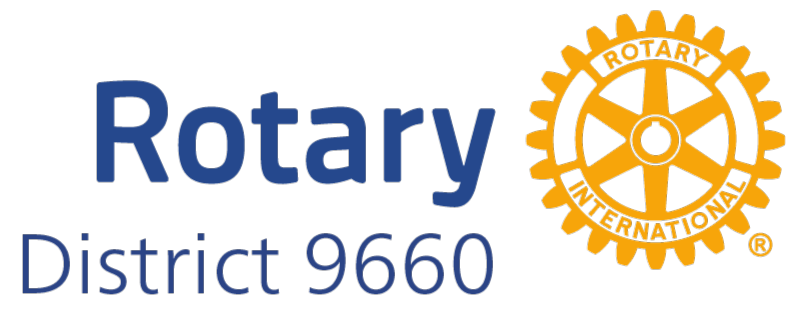 Rotary
District 9660
ROTARY
INTERNATIONAL
®